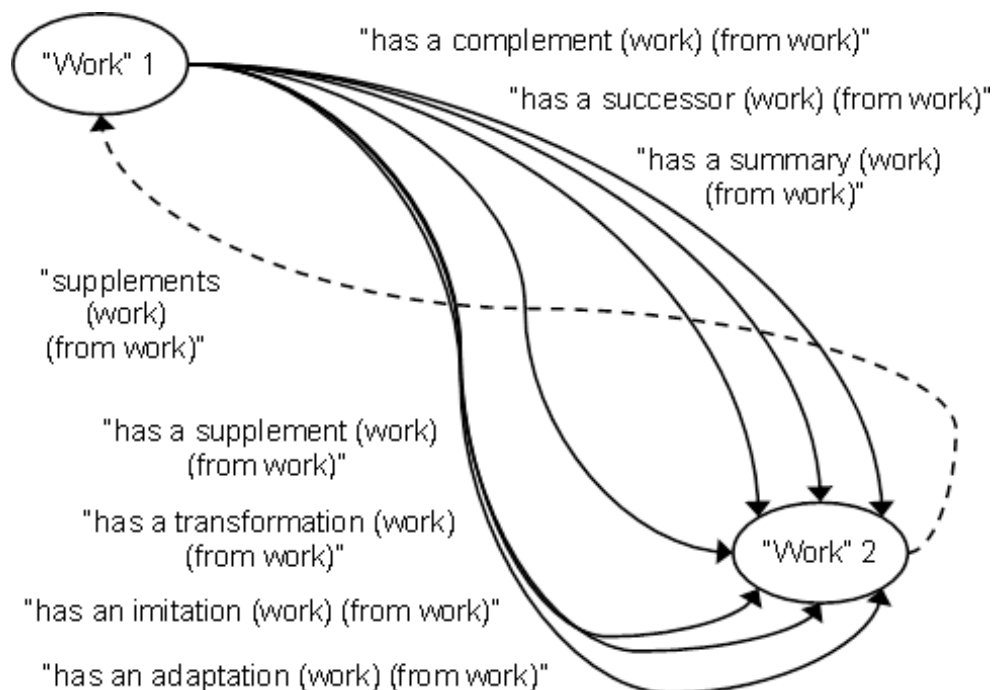 "Work" 1
"has a complement (work) (from work)"
"has a successor (work) (from work)"
"has a summary (work)
(from work)"
"supplements
(work)
(from work)"
"has a supplement (work)
(from work)"
"has a transformation (work)
(from work)"
"Work" 2
"has an imitation (work) (from work)"
"has an adaptation (work) (from work)"